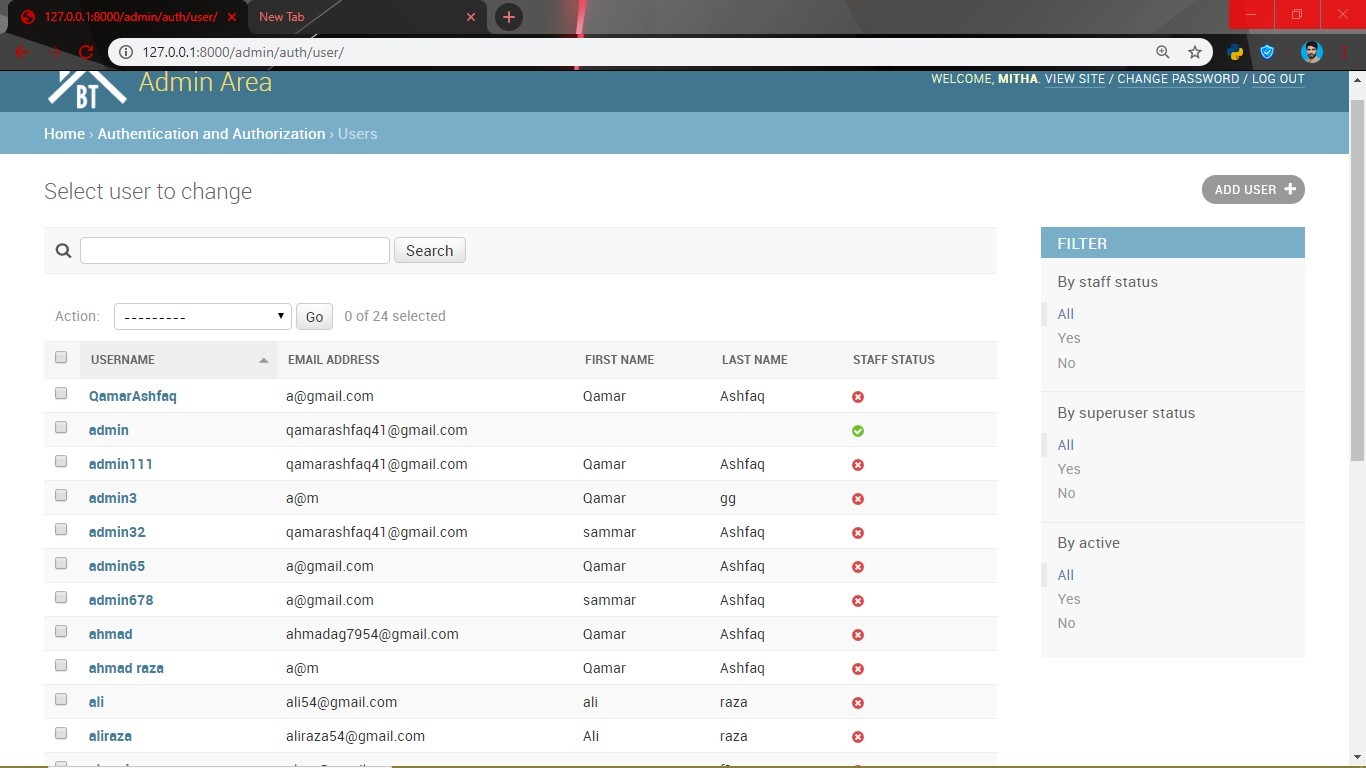 127.0.0.1:8000/admin/auth/user/
New Tab
127.0.0.1:8000/admin/auth/user/
BT
Admin Area
WELCOME, MITHA. VIEW SITE / CHANGE PASSWORD / LOG OUT
Home › Authentication and Authorization › Users
Select user to change
ADD USER +
Search
Action: --------- Go 0 of 24 selected
USERNAME EMAIL ADDRESS FIRST NAME LAST NAME STAFF STATUS
QamarAshfaq a@gmail.com Qamar Ashfaq
admin qamarashfaq41@gmail.com
admin111 qamarashfaq41@gmail.com Qamar Ashfaq
admin3 a@m Qamar gg
admin32 qamarashfaq41@gmail.com sammar Ashfaq
admin65 a@gmail.com Qamar Ashfaq
admin678 a@gmail.com sammar Ashfaq
ahmad ahmadag7954@gmail.com Qamar Ashfaq
ahmad raza a@m Qamar Ashfaq
ali ali54@gmail.com ali raza
aliraza aliraza54@gmail.com Ali raza
FILTER
By staff status
All
Yes
No
By superuser status
All
Yes
No
By active
All
Yes
No